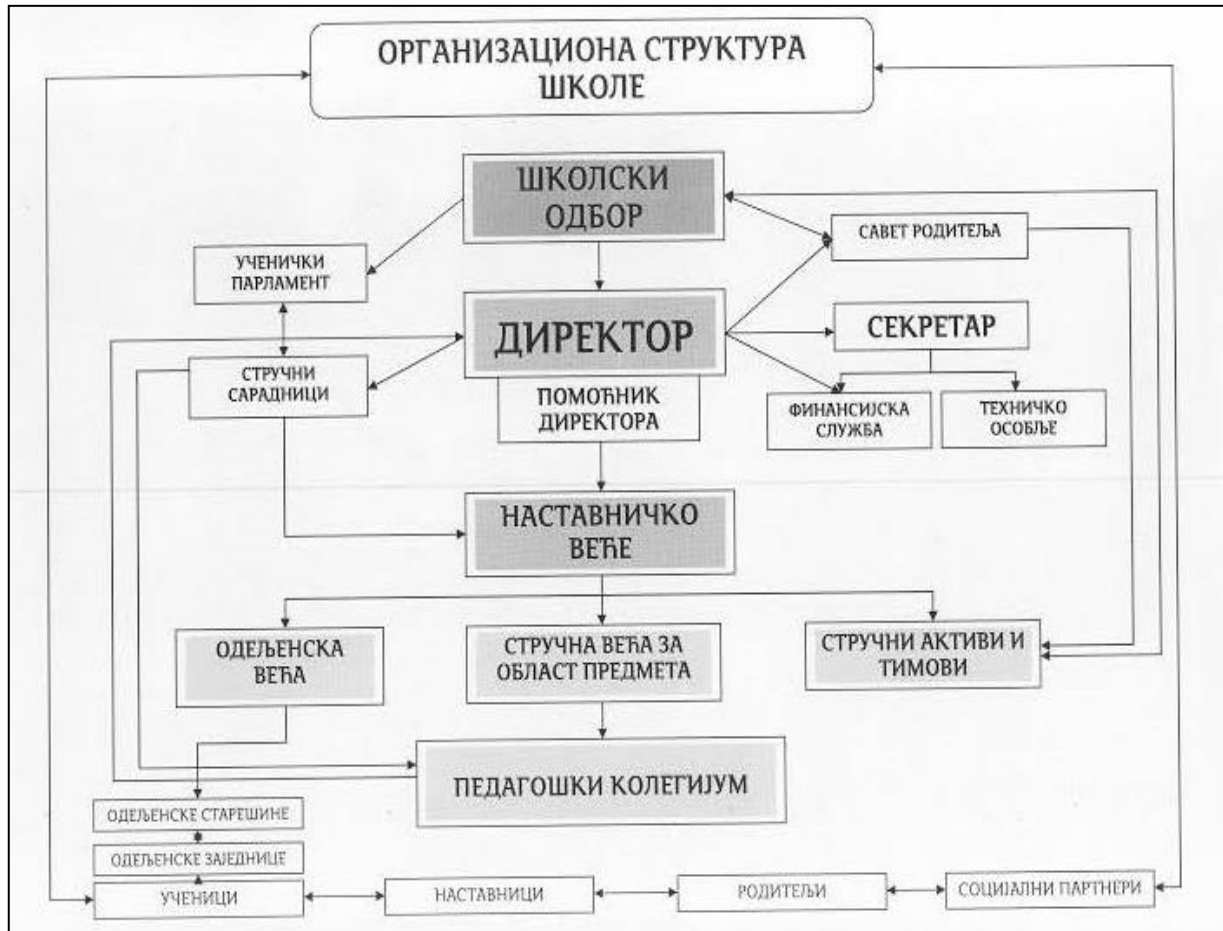 ОРГАНИЗАЦИОНА СТРУКТУРА
ШКОЛЕ
ШКОЛСКИ
ОДБОР
САВЕТ РОДИТЕЉА
УЧЕНИЧКИ
ПАРЛАМЕНТ
ДИРЕКТОР
СЕКРЕТАР
СТРУЧНИ
САРАДНИЦИ
ПОМОЋНИК
ДИРЕКТОРА
ФИНАНСИЈСКА
СЛУЖБА
ТЕХНИЧКО
ОСОБЉЕ
НАСТАВНИЧКО
ВЕЋЕ
ОДЕЉЕНСКА
ВЕЋА
СТРУЧНА ВЕЋА ЗА
ОБЛАСТ ПРЕДМЕТА
СТРУЧНИ АКТИВИ И
ТИМОВИ
ПЕДАГОШКИ КОЛЕГИЈУМ
ОДЕЉЕНСКЕ СТАРЕШИНЕ
ОДЕЉЕНСКЕ ЗАЈЕДНИЦЕ
УЧЕНИЦИ
НАСТАВНИЦИ
РОДИТЕЉИ
СОЦИЈАЛНИ ПАРТНЕРИ